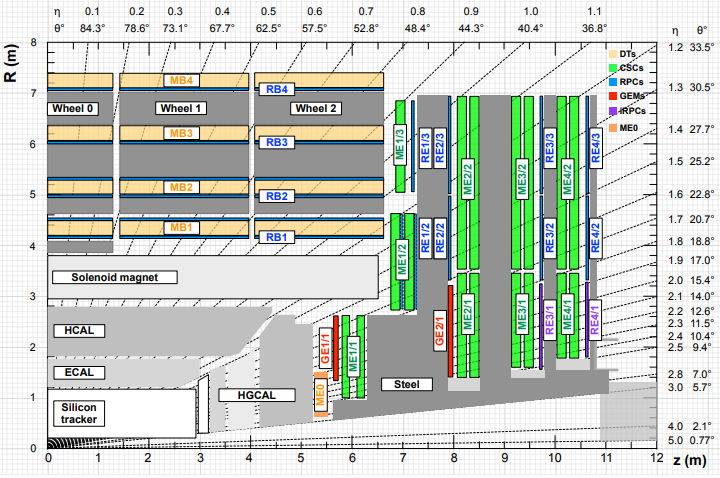 η 0.1 0.2 0.3 0.4 0.5 0.6 0.7 0.8 0.9 1.0 1.1
θ° 84.3° 78.6° 73.1° 67.7° 62.5° 57.5° 52.8° 48.4° 44.3° 40.4° 36.8° η θ°
R (m)
8
7
6
5
4
3
2
1
0
1.2 33.5°
1.3 30.5°
1.4 27.7°
1.5 25.2°
1.6 22.8°
1.7 20.7°
1.8 18.8°
1.9 17.0°
2.0 15.4°
2.1 14.0°
2.2 12.6°
2.3 11.5°
2.4 10.4°
2.5 9.4°
2.8 7.0°
3.0 5.7°
4.0 2.1°
5.0 0.77°
DTs
CSCs
RPCs
GEMs
iRPCs
ME0
MB4
RB4
Wheel 0
Wheel 1
Wheel 2
MB3
RB3
MB2
RB2
MB1
RB1
Solenoid magnet
HCAL
ECAL
Silicon
tracker
HGCAL
Steel
ME0
GE1/1
ME1/1
ME1/2
ME1/3
RE1/3
RE2/3
RE1/2
RE2/2
GE2/1
ME2/1
ME2/2
ME3/2
ME3/1
RE3/3
RE3/2
RE3/1
ME4/2
ME4/1
RE4/3
RE4/2
RE4/1
0 1 2 3 4 5 6 7 8 9 10 11 12
z (m)